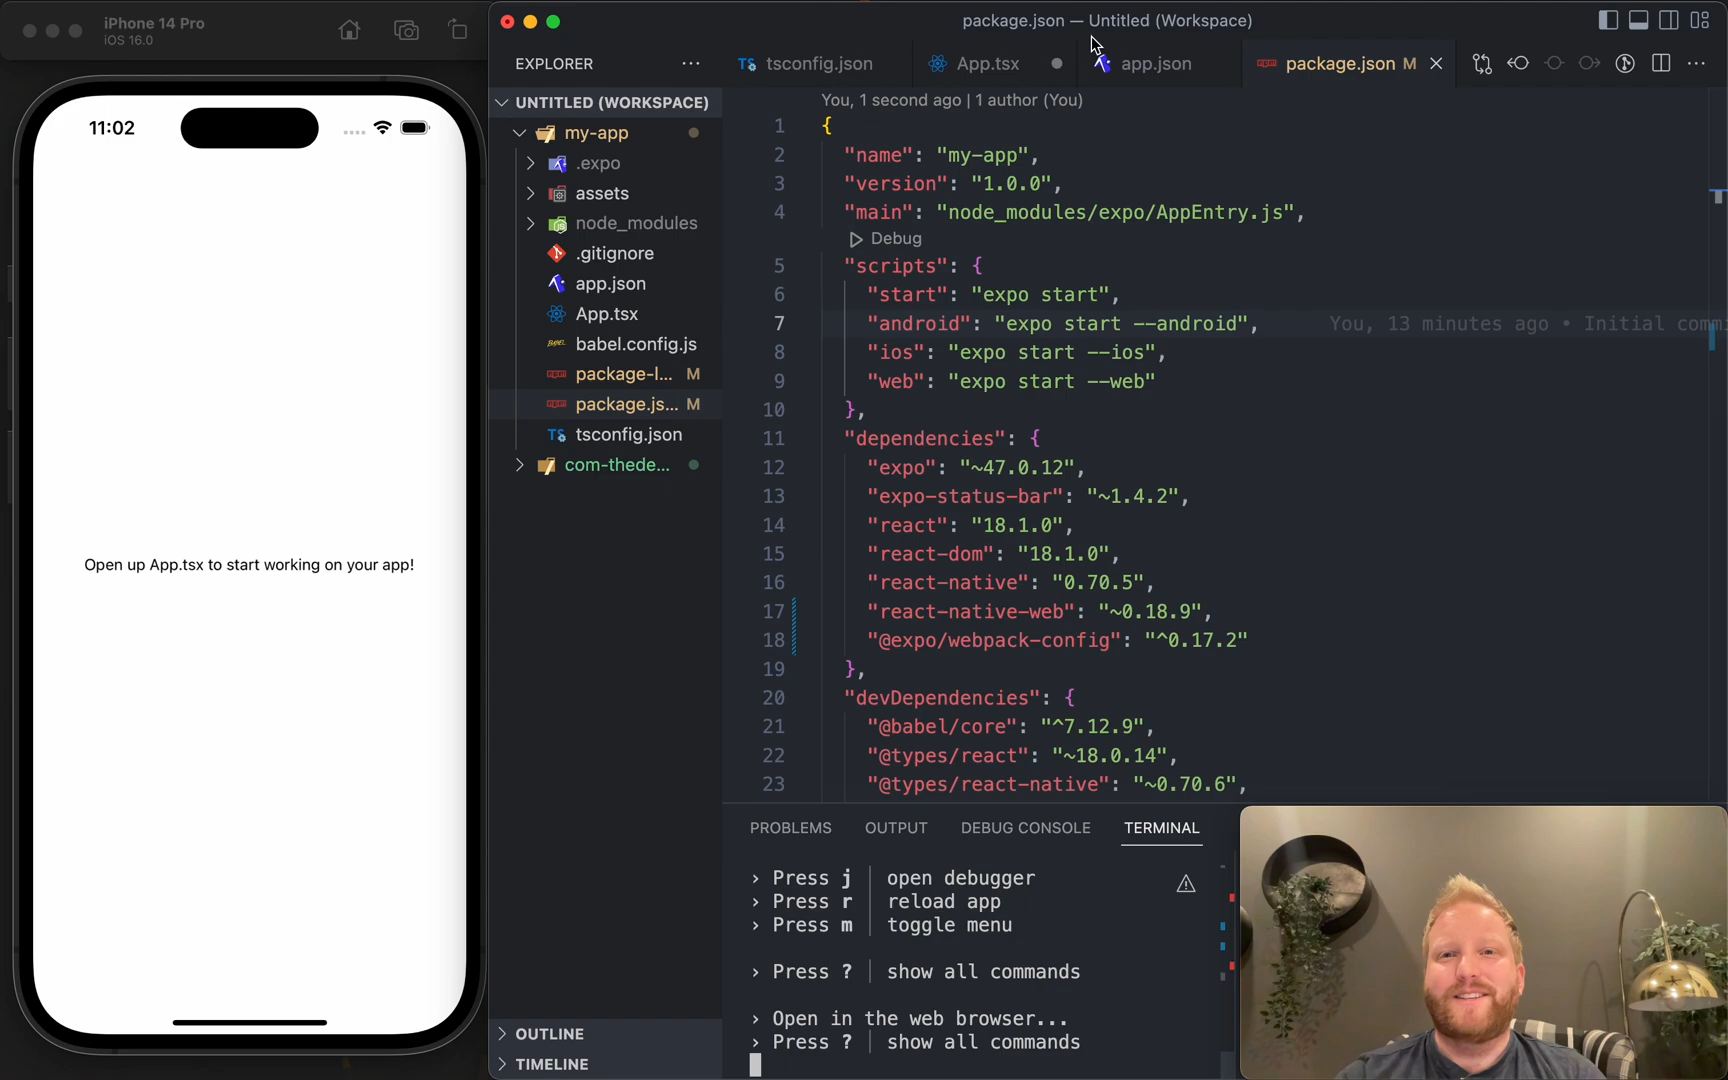 iPhone 14 Pro
iOS 16.0
11:02
Open up App.tsx to start working on your app!
package.json — Untitled (Workspace)
EXPLORER
tsconfig.json
App.tsx
app.json
package.json M
UNTITLED (WORKSPACE)
my-app
.expo
assets
node_modules
.gitignore
app.json
App.tsx
babel.config.js
package-l... M
package.js... M
tsconfig.json
com-thede...
OUTLINE
TIMELINE
You, 1 second ago | 1 author (You)
1 {
2 "name": "my-app",
3 "version": "1.0.0",
4 "main": "node_modules/expo/AppEntry.js",
Debug
5 "scripts": {
6 "start": "expo start",
7 "android": "expo start --android", You, 13 minutes ago • Initial commi
8 "ios": "expo start --ios",
9 "web": "expo start --web"
10 },
11 "dependencies": {
12 "expo": "~47.0.12",
13 "expo-status-bar": "~1.4.2",
14 "react": "18.1.0",
15 "react-dom": "18.1.0",
16 "react-native": "0.70.5",
17 "react-native-web": "~0.18.9",
18 "@expo/webpack-config": "^0.17.2"
19 },
20 "devDependencies": {
21 "@babel/core": "^7.12.9",
22 "@types/react": "~18.0.14",
23 "@types/react-native": "~0.70.6",
PROBLEMS OUTPUT DEBUG CONSOLE TERMINAL
› Press j │ open debugger
› Press r │ reload app
› Press m │ toggle menu
› Press ? │ show all commands
› Open in the web browser...
› Press ? │ show all commands